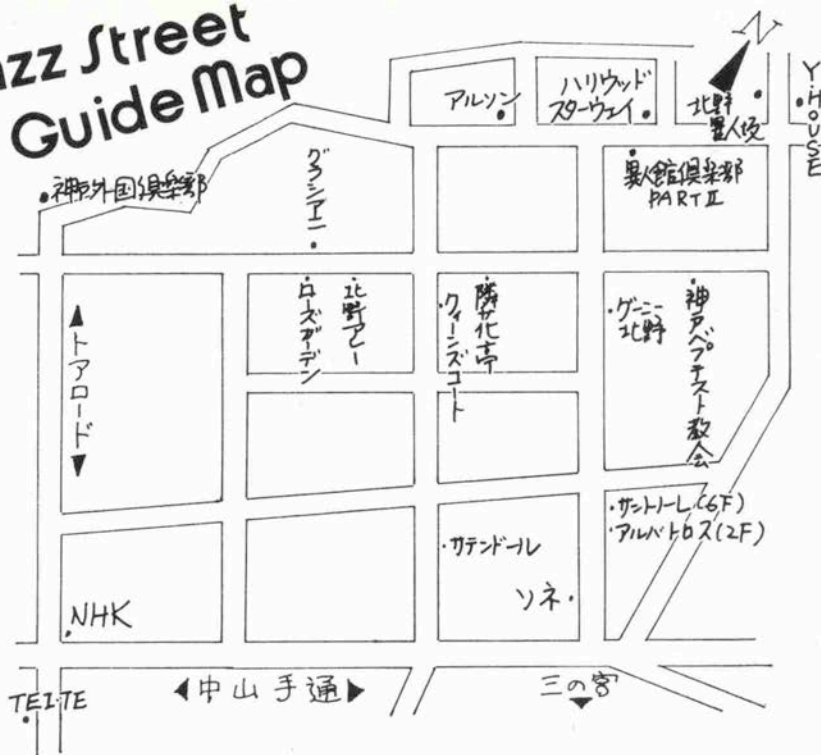 Jazz Street
Guide Map
N
アルソン
ハリウッド
スターウェイ
北野
異人坂
Y.HOUSE
神戸外国倶楽部
グラシアニ
異人館倶楽部
PART II
トアロード
ローズガーデン
北野アレー
クィーンズコート
隣花亭
グーニー
北野
神戸バプテスト教会
サントノーレ(6F)
アルバトロス(2F)
サテンドール
ソネ
NHK
TEI・TE
中山手通
三の宮